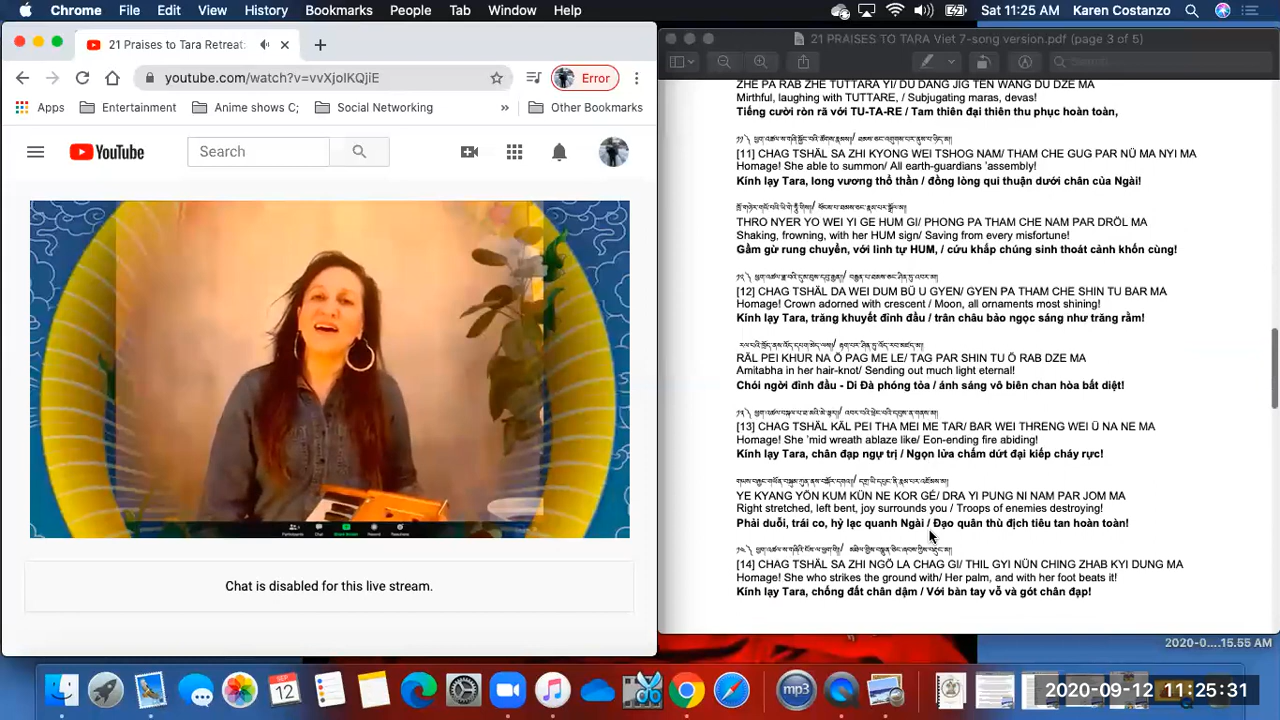 Chrome File Edit View History Bookmarks People Tab Window Help
Sat 11:25 AM Karen Costanzo
21 Praises to Tara Retreat:
youtube.com/watch?v=vvXjolKQjiE
Error
Apps Entertainment Anime shows C; Social Networking » Other Bookmarks
YouTube
Search
Chat is disabled for this live stream.
21 PRAISES TO TARA Viet 7-song version.pdf (page 3 of 5)
Search
ZHE PA RAB ZHE TUTTARA YI/ DU DANG JIG TEN WANG DU DZE MA
Mirthful, laughing with TUTTARE, / Subjugating maras, devas!
Tiếng cười ròn rã với TU-TA-RE / Tam thiên đại thiên thu phục hoàn toàn,
[11] CHAG TSHÄL SA ZHI KYONG WEI TSHOG NAM/ THAM CHE GUG PAR NÜ MA NYI MA
Homage! She able to summon/ All earth-guardians 'assembly!
Kính lạy Tara, long vương thổ thần / đồng lòng qui thuận dưới chân của Ngài!
THRO NYER YO WEI YI GE HUM GI/ PHONG PA THAM CHE NAM PAR DRÖL MA
Shaking, frowning, with her HUM sign/ Saving from every misfortune!
Gầm gừ rung chuyển, với linh tự HUM, / cứu khắp chúng sinh thoát cảnh khốn cùng!
[12] CHAG TSHÄL DA WEI DUM BÜ U GYEN/ GYEN PA THAM CHE SHIN TU BAR MA
Homage! Crown adorned with crescent / Moon, all ornaments most shining!
Kính lạy Tara, trăng khuyết đỉnh đầu / trân châu bảo ngọc sáng như trăng rằm!
RÄL PEI KHUR NA Ö PAG ME LE/ TAG PAR SHIN TU Ö RAB DZE MA
Amitabha in her hair-knot/ Sending out much light eternal!
Chói ngời đỉnh đầu - Di Đà phóng tỏa / ánh sáng vô biên chan hòa bất diệt!
[13] CHAG TSHÄL KÄL PEI THA MEI ME TAR/ BAR WEI THRENG WEI Ü NA NE MA
Homage! She 'mid wreath ablaze like/ Eon-ending fire abiding!
Kính lạy Tara, chân đạp ngự trị / Ngọn lửa chấm dứt đại kiếp cháy rực!
YE KYANG YÖN KUM KÜN NE KOR GÉ/ DRA YI PUNG NI NAM PAR JOM MA
Right stretched, left bent, joy surrounds you / Troops of enemies destroying!
Phải duỗi, trái co, hỷ lạc quanh Ngài / Đạo quân thù địch tiêu tan hoàn toàn!
[14] CHAG TSHÄL SA ZHI NGÖ LA CHAG GI/ THIL GYI NÜN CHING ZHAB KYI DUNG MA
Homage! She who strikes the ground with/ Her palm, and with her foot beats it!
Kính lạy Tara, chống đất chân dậm / Với bàn tay vỗ và gót chân đạp!
2020-0....15.55 AM
SEP
12
mp3
2020-09-12 11:25:31